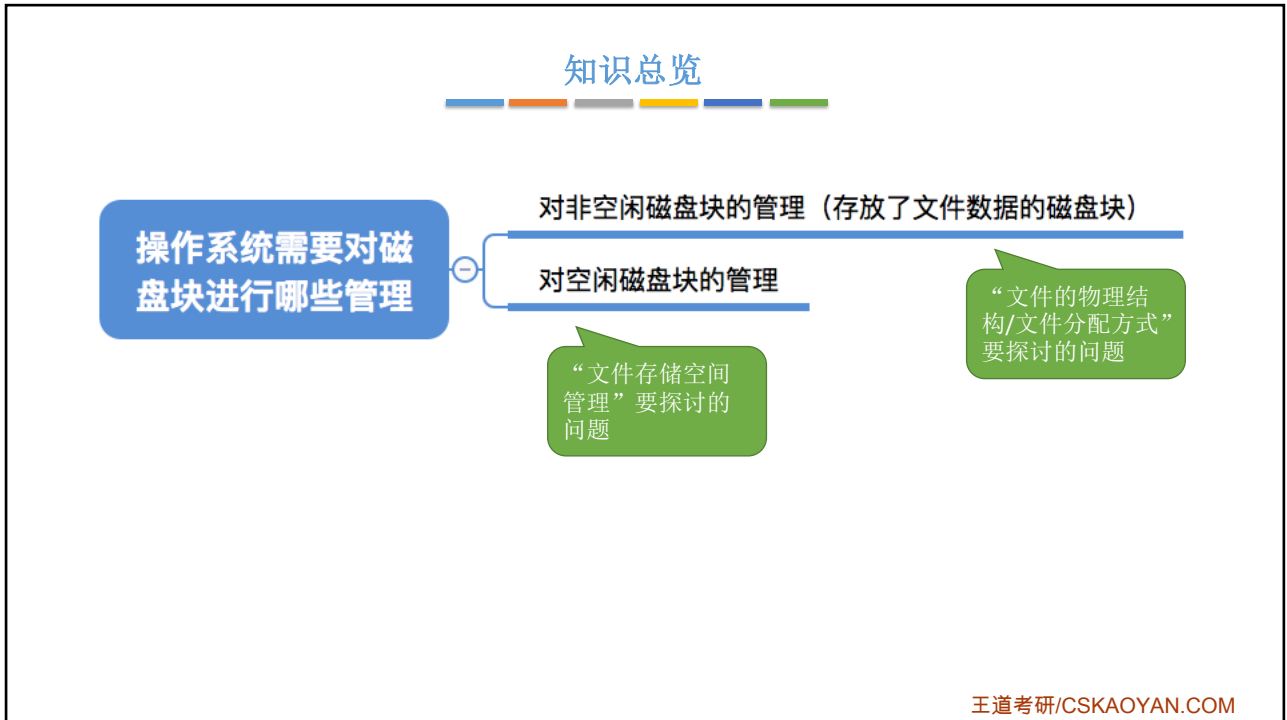 知识总览
操作系统需要对磁
盘块进行哪些管理
对非空闲磁盘块的管理（存放了文件数据的磁盘块）
对空闲磁盘块的管理
“文件的物理结
构/文件分配方式”
要探讨的问题
“文件存储空间
管理”要探讨的
问题
王道考研/CSKAOYAN.COM